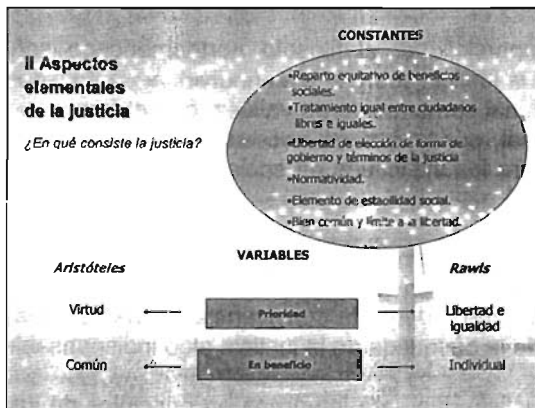 CONSTANTES
II Aspectos
elementales
de la justicia
¿En qué consiste la justicia?
•Reparto equitativo de beneficios
sociales.
•Tratamiento igual entre ciudadanos
libres e iguales.
•Libertad de elección de forma de
gobierno y términos de la justicia
•Normatividad.
•Elemento de estabilidad social.
•Bien común y límite a la libertad.
VARIABLES
Aristóteles
Rawls
Virtud
Prioridad
Libertad e
igualdad
Común
En beneficio
Individual